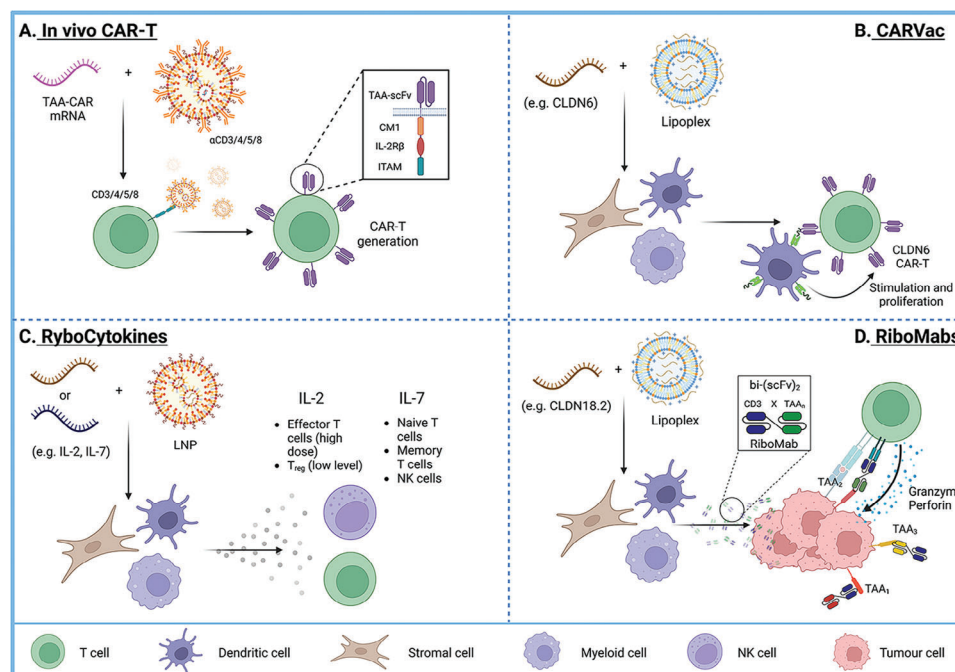 A. In vivo CAR-T
+
TAA-CAR
mRNA
αCD3/4/5/8
CD3/4/5/8
TAA-scFv
CM1
IL-2Rβ
ITAM
CAR-T
generation
B. CARVac
+
(e.g. CLDN6)
Lipoplex
CLDN6
CAR-T
Stimulation and
proliferation
C. RyboCytokines
or
+
(e.g. IL-2, IL-7)
LNP
IL-2
• Effector T
cells (high
dose)
• Treg (low level)
IL-7
• Naive T
cells
• Memory
T cells
• NK cells
D. RiboMabs
+
(e.g. CLDN18.2)
Lipoplex
bi-(scFv)2
CD3 X TAAn
RiboMab
TAA2
Granzym
Perforin
TAA3
TAA1
T cell
Dendritic cell
Stromal cell
Myeloid cell
NK cell
Tumour cell